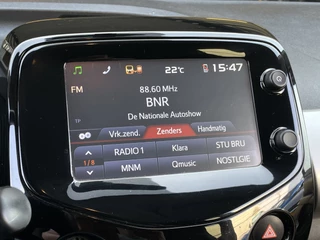 22°c 15:47
FM 88.60 MHz
BNR
De Nationale Autoshow
TP
Vrk.zend. Zenders Handmatig
RADIO 1 Klara STU BRU
1/8
MNM Qmusic NOSTLGIE